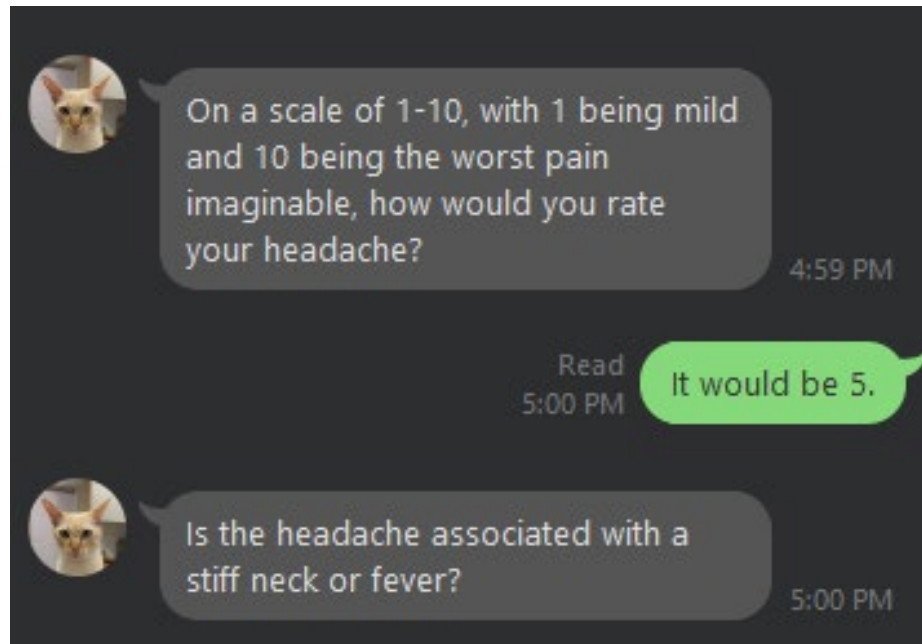 On a scale of 1-10, with 1 being mild
and 10 being the worst pain
imaginable, how would you rate
your headache?
4:59 PM
Read
5:00 PM
It would be 5.
Is the headache associated with a
stiff neck or fever?
5:00 PM